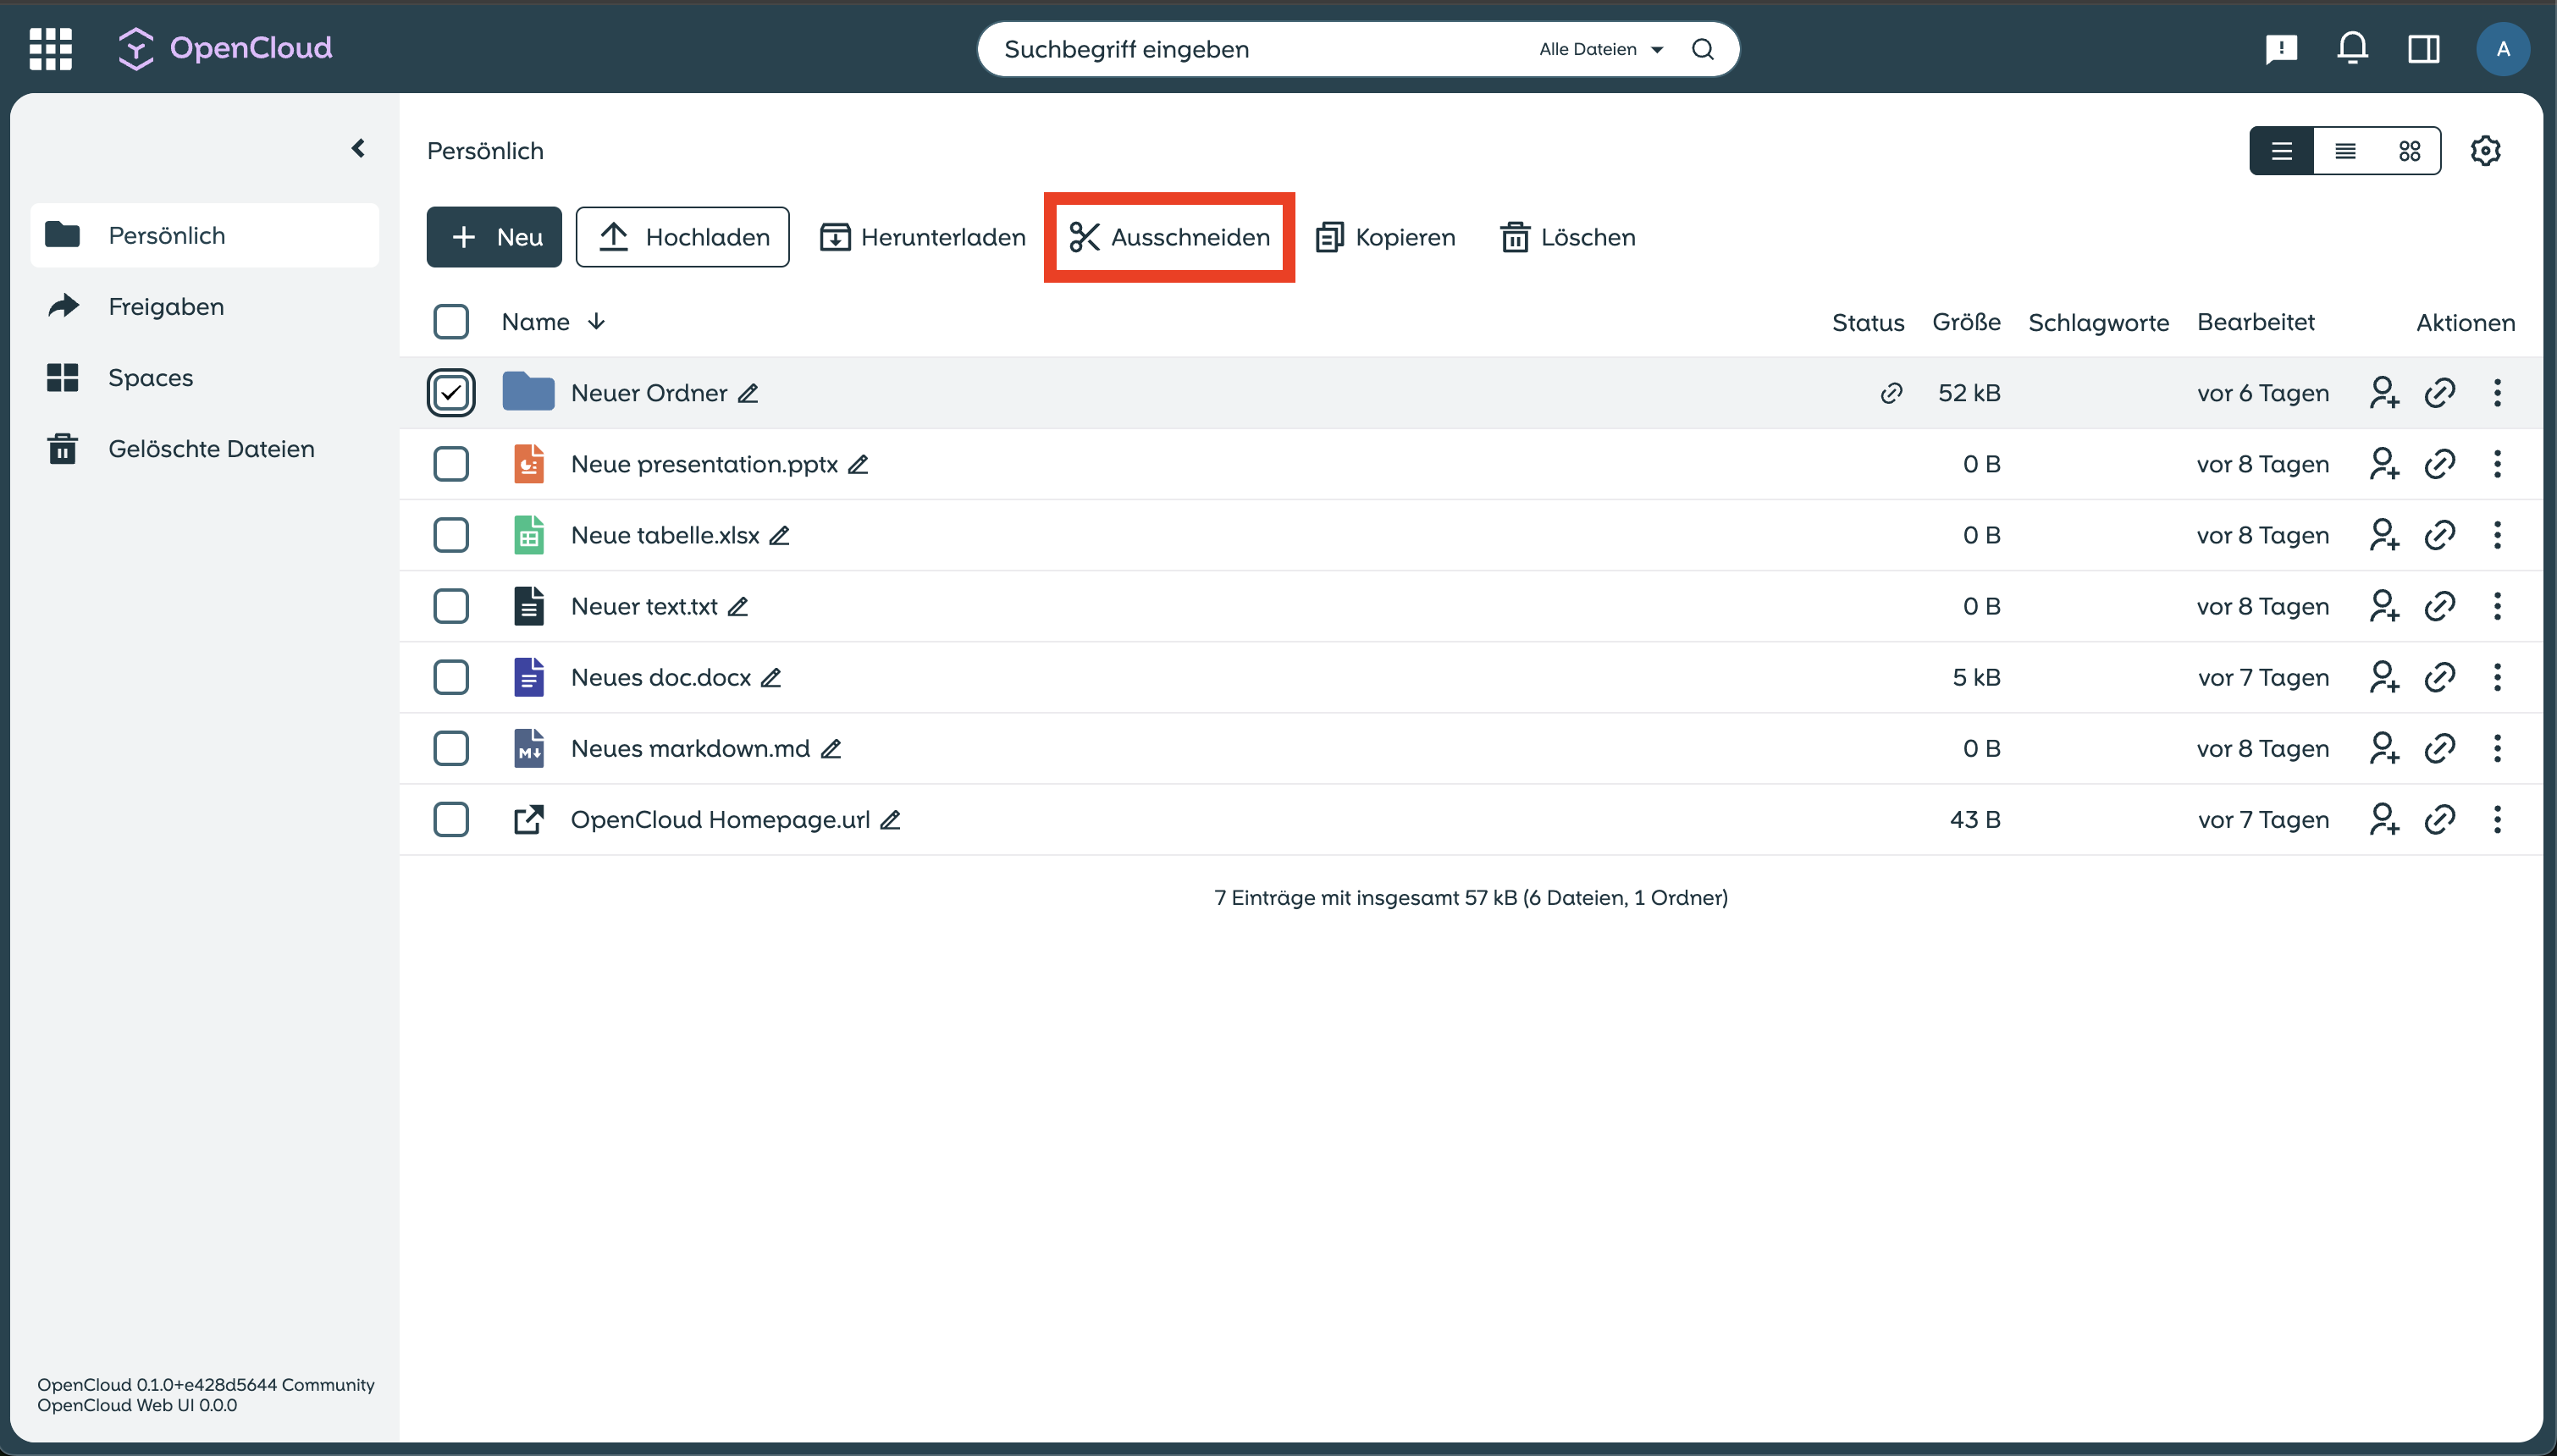 OpenCloud
Suchbegriff eingeben
Alle Dateien
A
Persönlich
Persönlich
Freigaben
Spaces
Gelöschte Dateien
Neu
Hochladen
Herunterladen
Ausschneiden
Kopieren
Löschen
Name Status Größe Schlagworte Bearbeitet Aktionen
Neuer Ordner 52 kB vor 6 Tagen
Neue presentation.pptx 0 B vor 8 Tagen
Neue tabelle.xlsx 0 B vor 8 Tagen
Neuer text.txt 0 B vor 8 Tagen
Neues doc.docx 5 kB vor 7 Tagen
Neues markdown.md 0 B vor 8 Tagen
OpenCloud Homepage.url 43 B vor 7 Tagen
7 Einträge mit insgesamt 57 kB (6 Dateien, 1 Ordner)
OpenCloud 0.1.0+e428d5644 Community
OpenCloud Web UI 0.0.0